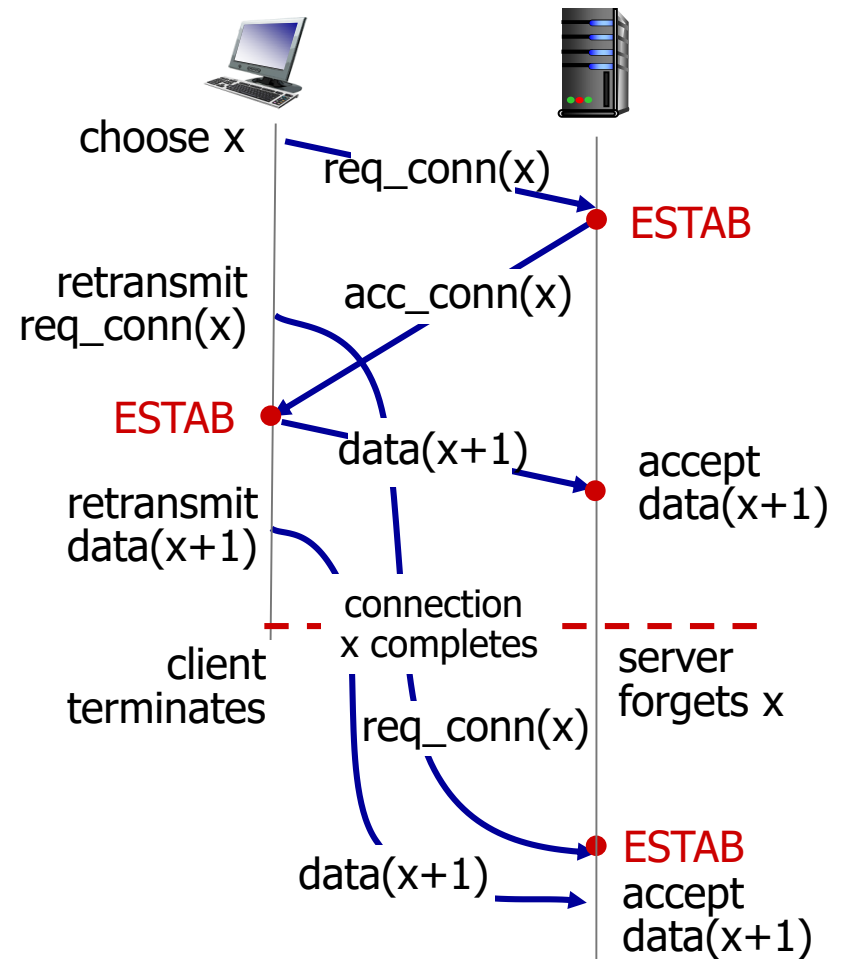 choose x
req_conn(x)
ESTAB
retransmit
req_conn(x)
acc_conn(x)
ESTAB
data(x+1)
accept
data(x+1)
retransmit
data(x+1)
connection
x completes
client
terminates
server
forgets x
req_conn(x)
ESTAB
data(x+1)
accept
data(x+1)